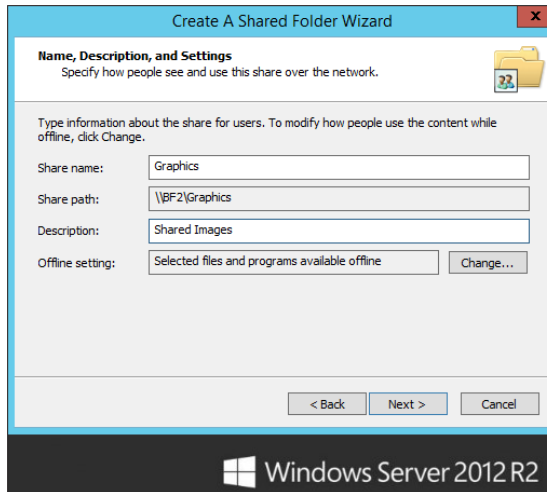 Create A Shared Folder Wizard
x
Name, Description, and Settings
Specify how people see and use this share over the network.
Type information about the share for users. To modify how people use the content while
offline, click Change.
Share name:
Graphics
Share path:
\\BF2\Graphics
Description:
Shared Images
Offline setting:
Selected files and programs available offline
Change...
< Back
Next >
Cancel
Windows Server 2012 R2